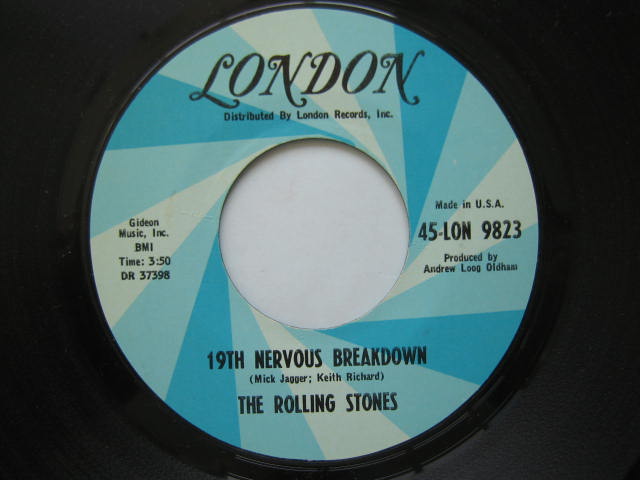 LONDON
Distributed By London Records, Inc.
Gideon
Music, Inc.
BMI
Time: 3:50
DR 37398
Made in U.S.A.
45-LON 9823
Produced by
Andrew Loog Oldham
19TH NERVOUS BREAKDOWN
(Mick Jagger; Keith Richard)
THE ROLLING STONES